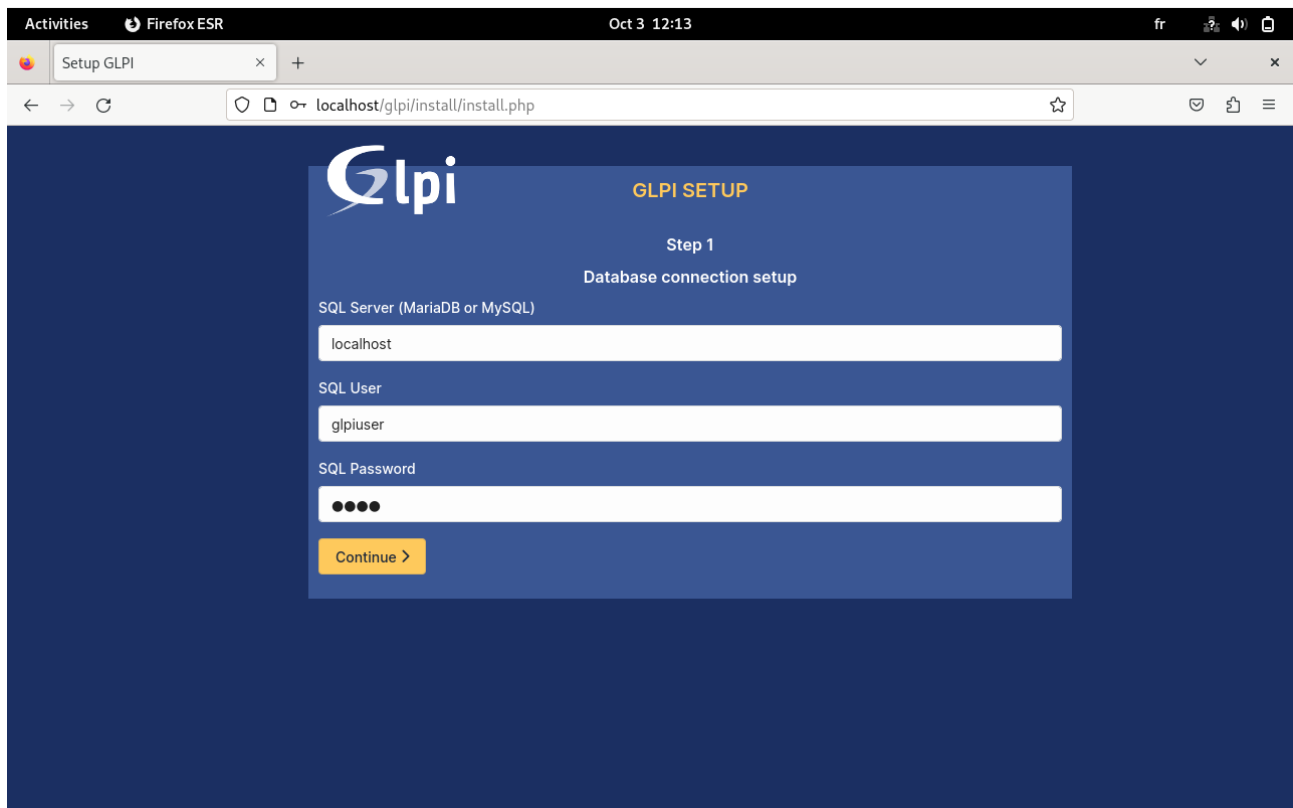 Activities Firefox ESR Oct 3 12:13 fr
Setup GLPI
localhost/glpi/install/install.php
Glpi
GLPI SETUP
Step 1
Database connection setup
SQL Server (MariaDB or MySQL)
localhost
SQL User
glpiuser
SQL Password
●●●●
Continue